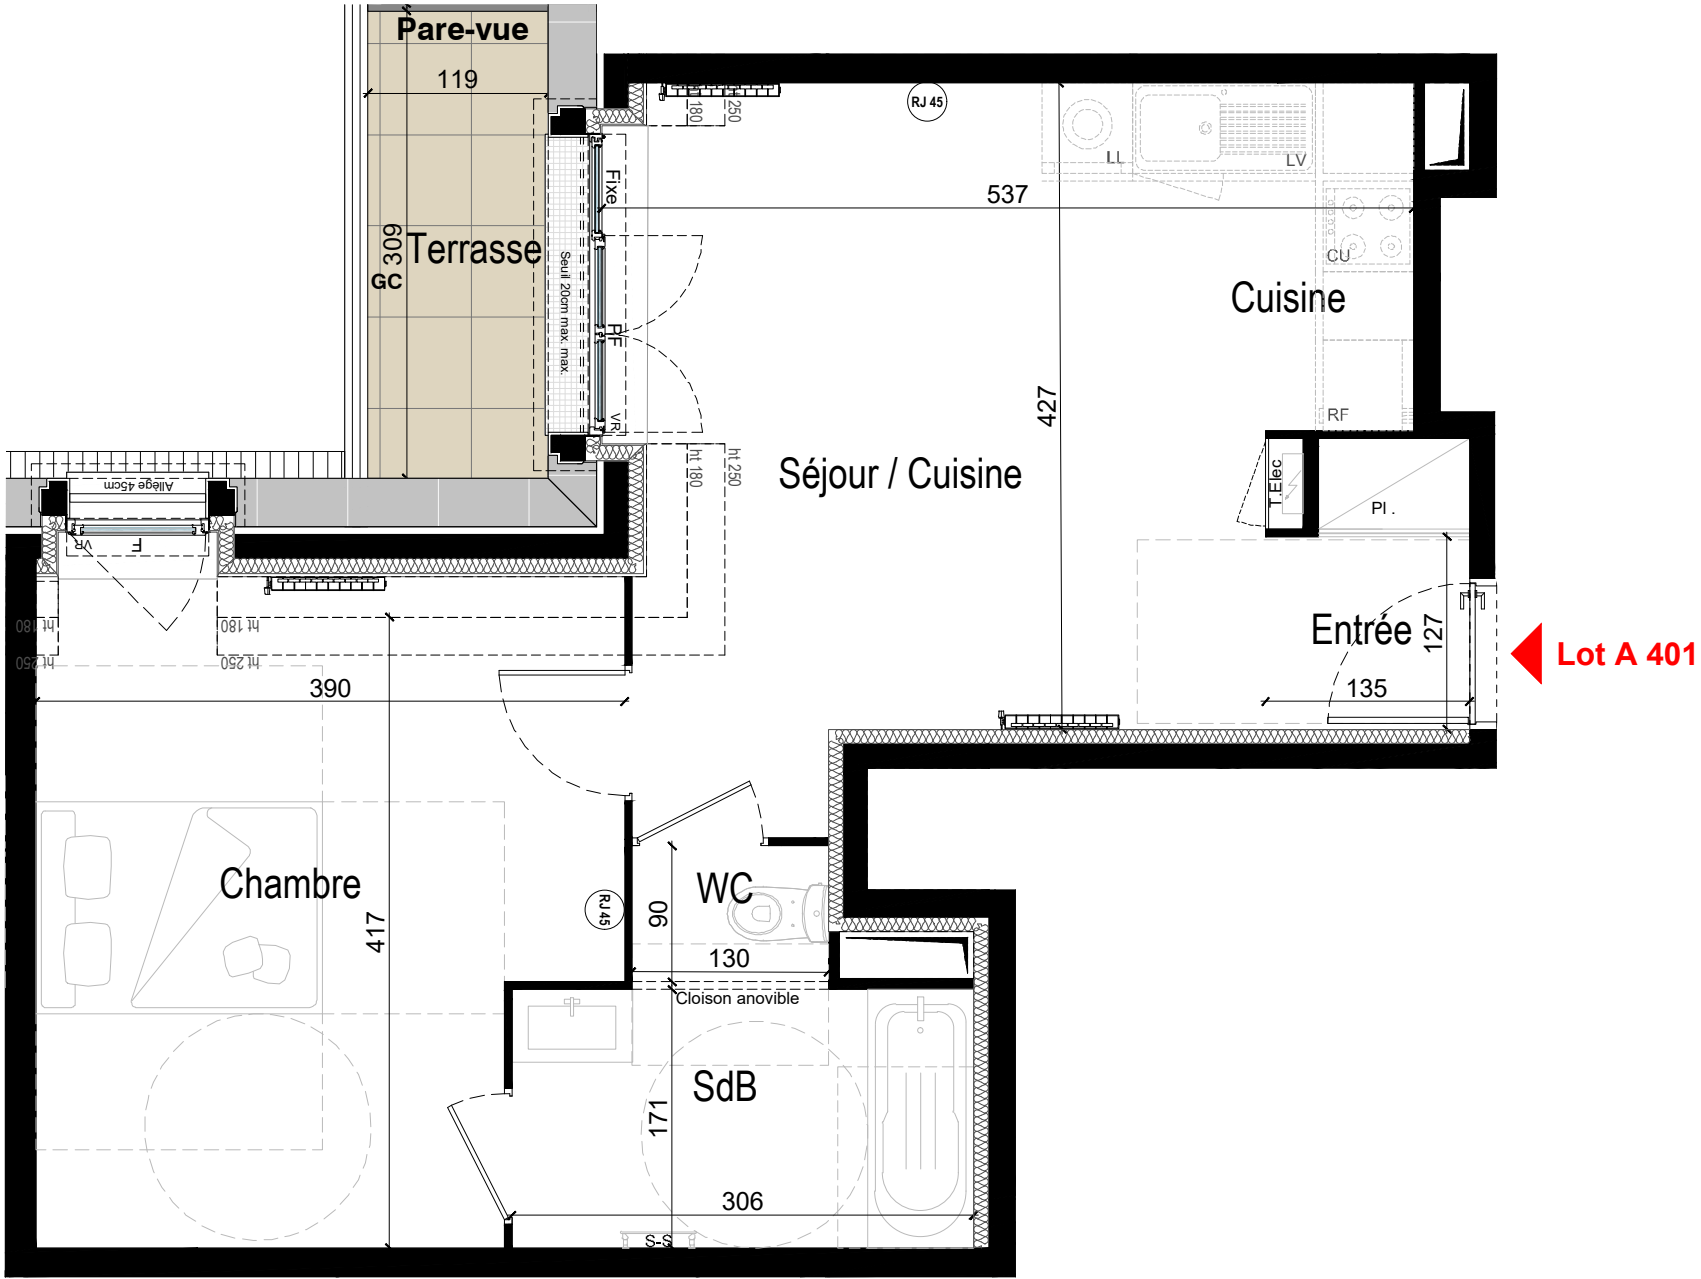 Pare-vue
119
309
Terrasse
GC
Fixe
PF
VR
Seuil 20cm max. max.
ht 180
ht 250
RJ 45
LL
LV
537
CU
Cuisine
RF
427
Séjour / Cuisine
T.Elec
Pl .
ht 180
ht 250
Allège 45cm
VR
F
ht 180
ht 250
ht 180
ht 250
Entrée
127
135
Lot A 401
390
Chambre
417
RJ 45
WC
90
130
Cloison anovible
SdB
171
306
S-S